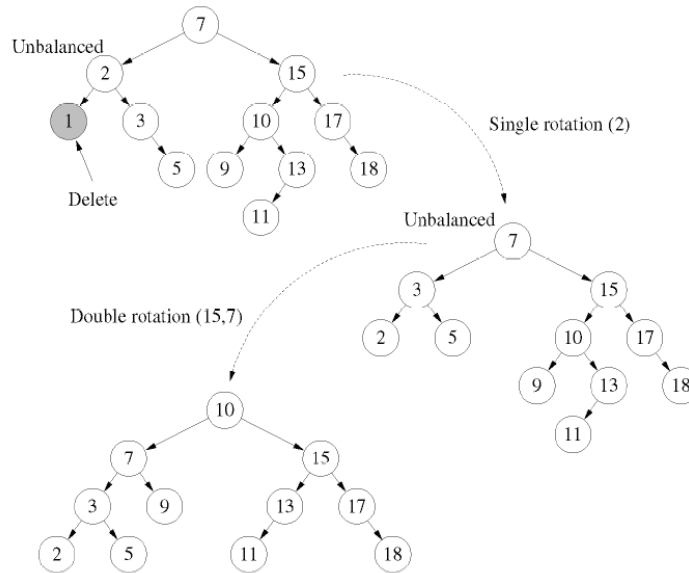 7
Unbalanced
2 15
1 3 10 17
Single rotation (2)
5 9 13 18
Delete
11
Unbalanced
7
3 15
Double rotation (15,7)
2 5 10 17
9 13 18
10
11
7 15
3 9 13 17
2 5 11 18